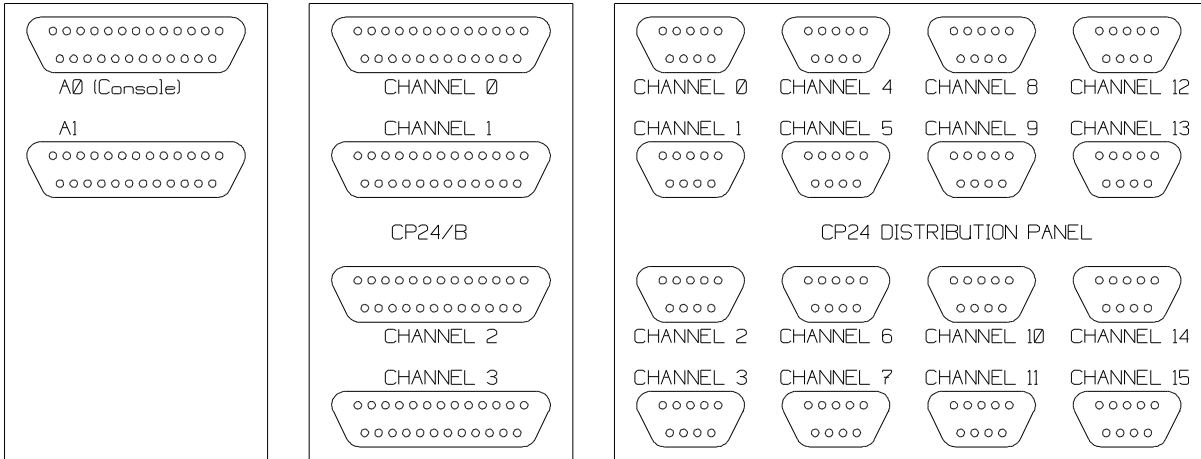 A0 (Console)
A1
CHANNEL 0
CHANNEL 1
CP24/B
CHANNEL 2
CHANNEL 3
CHANNEL 0 CHANNEL 4 CHANNEL 8 CHANNEL 12
CHANNEL 1 CHANNEL 5 CHANNEL 9 CHANNEL 13
CP24 DISTRIBUTION PANEL
CHANNEL 2 CHANNEL 6 CHANNEL 10 CHANNEL 14
CHANNEL 3 CHANNEL 7 CHANNEL 11 CHANNEL 15